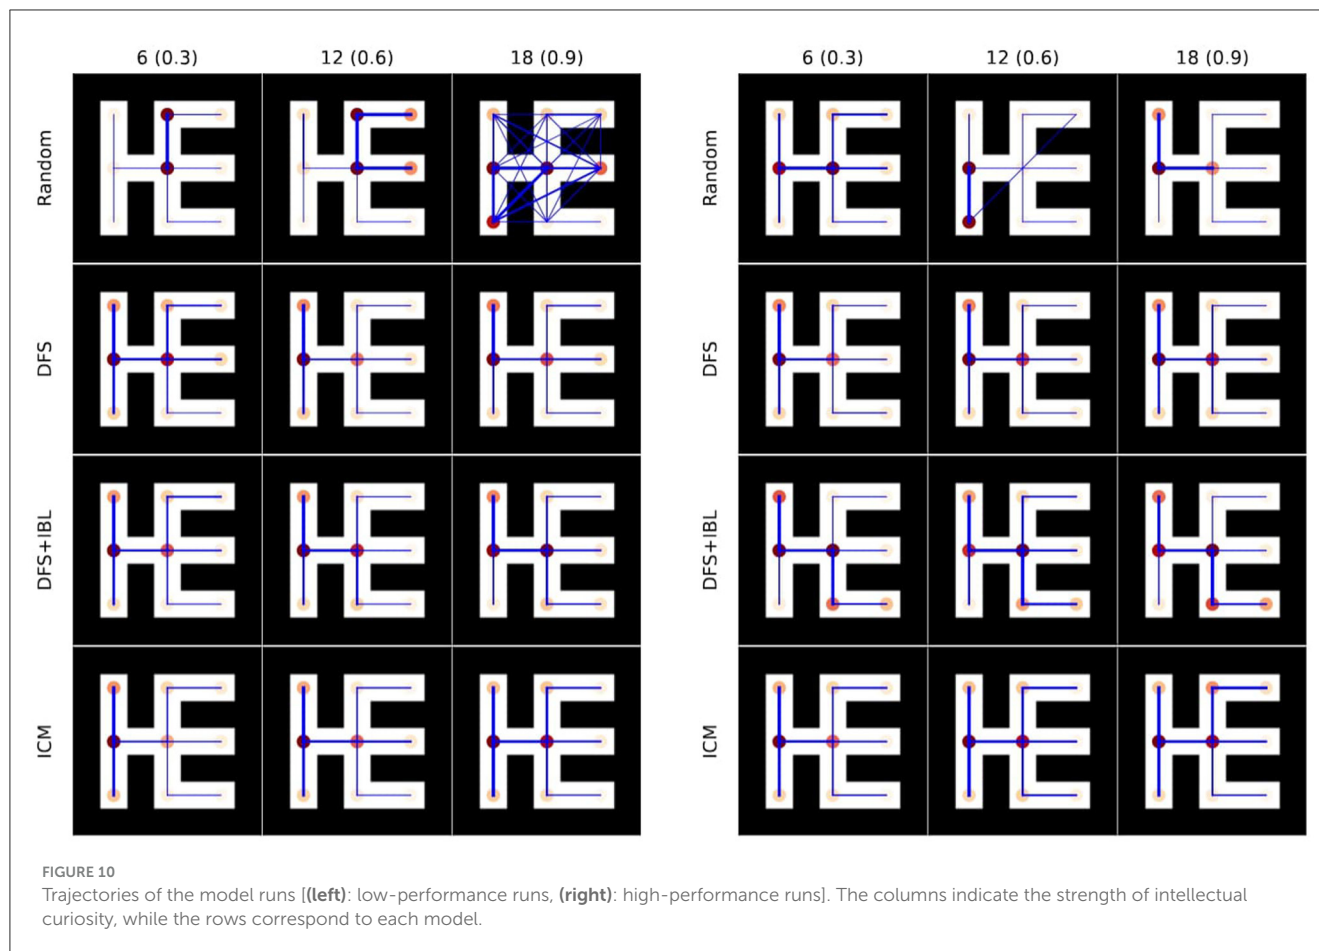 6 (0.3) 12 (0.6) 18 (0.9) 6 (0.3) 12 (0.6) 18 (0.9)
Random Random
DFS DFS
DFS+IBL DFS+IBL
ICM ICM
FIGURE 10
Trajectories of the model runs [(left): low-performance runs, (right): high-performance runs]. The columns indicate the strength of intellectual
curiosity, while the rows correspond to each model.